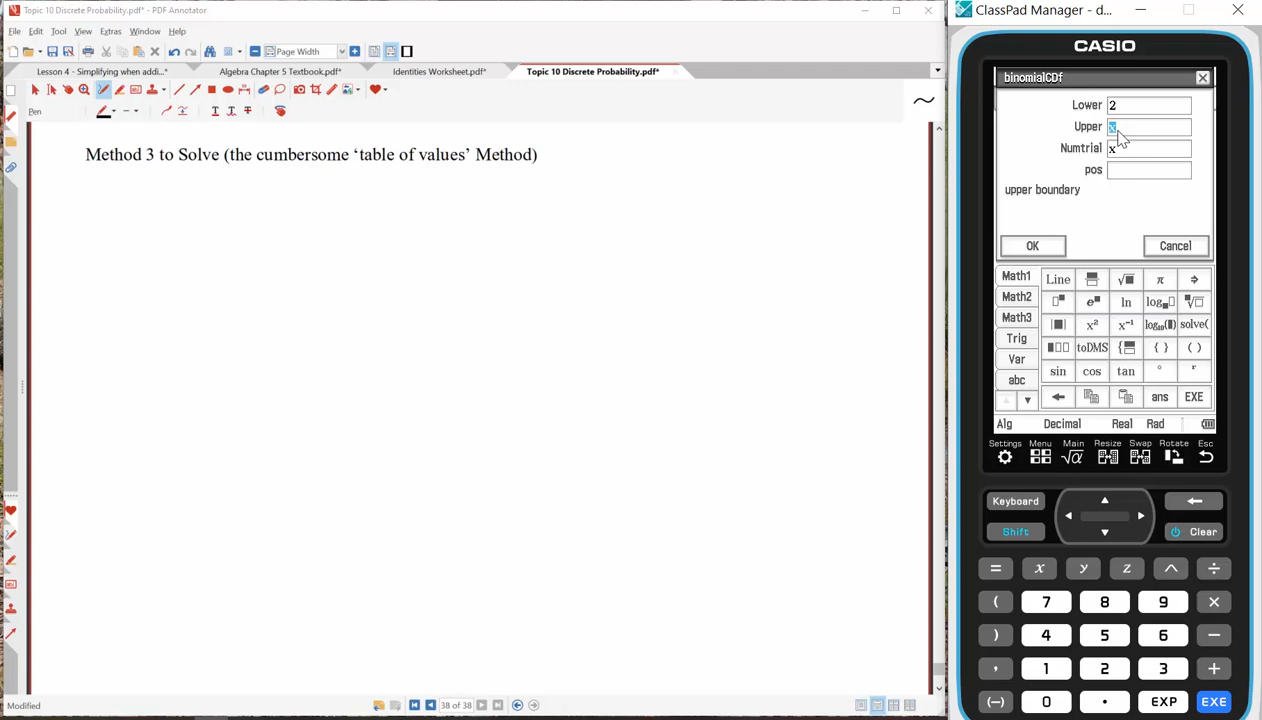 Topic 10 Discrete Probability.pdf* - PDF Annotator
File Edit Tool View Extras Window Help
Page Width
Lesson 4 - Simplifying when addi...*
Algebra Chapter 5 Textbook.pdf*
Identities Worksheet.pdf*
Topic 10 Discrete Probability.pdf*
Pen
Method 3 to Solve (the cumbersome ‘table of values’ Method)
Modified
38 of 38
ClassPad Manager - d...
CASIO
binomialCDf
Lower 2
Upper x
Numtrial x
pos
upper boundary
OK Cancel
Math1 Line √ π ⇒
Math2 e ln log √
Math3 | | x² x⁻¹ log₁₀( ) solve(
Trig toDMS { { } ( )
Var sin cos tan ° r
abc
ans EXE
Alg Decimal Real Rad
Settings Menu Main Resize Swap Rotate Esc
Keyboard
Shift Clear
= x y z ^ ÷
( 7 8 9 ×
) 4 5 6 −
, 1 2 3 +
(−) 0 . EXP EXE